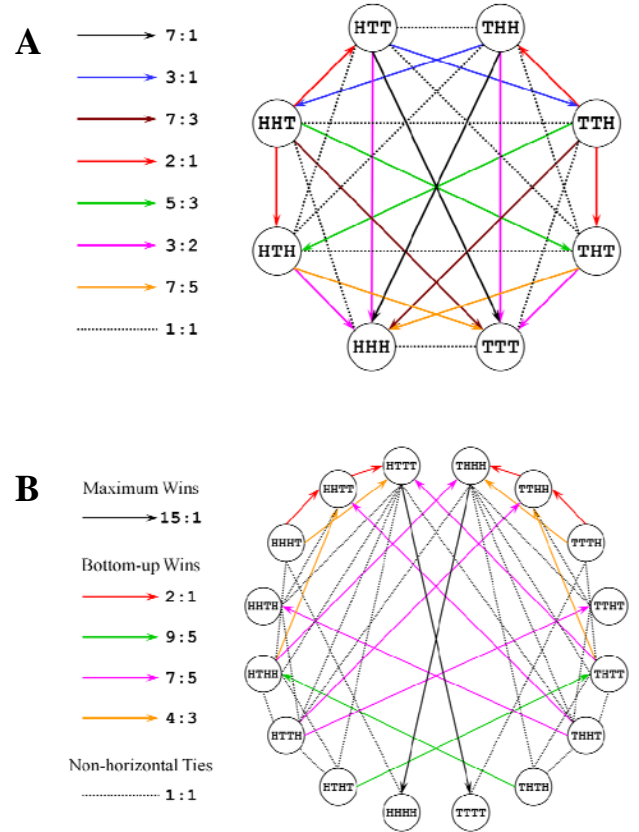 A
7:1
3:1
7:3
2:1
5:3
3:2
7:5
1:1
HTT THH
HHT TTH
HTH THT
HHH TTT
B
Maximum Wins
15:1
Bottom-up Wins
2:1
9:5
7:5
4:3
Non-horizontal Ties
1:1
HTTT THHH
HHTT TTHH
HHHT TTTH
HHTH TTHT
HTHH THTT
HTTH THHT
HTHT THTH
HHHH TTTT